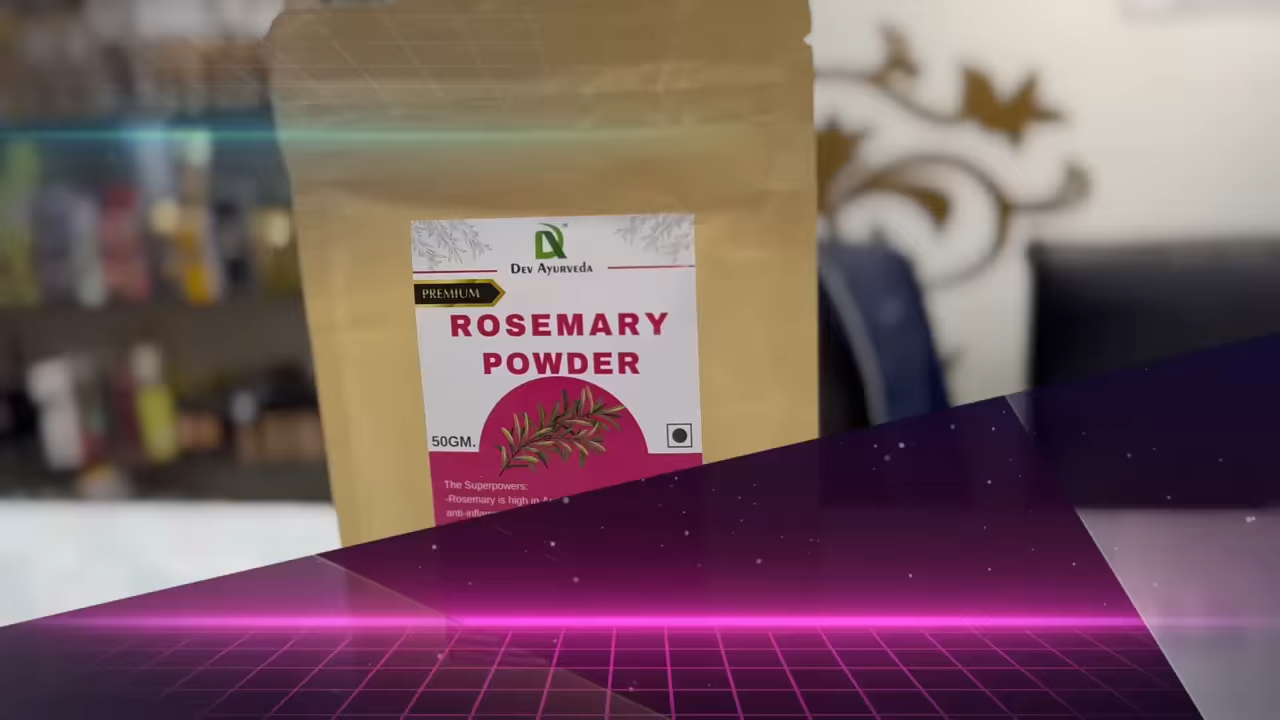 Dev Ayurveda
PREMIUM
ROSEMARY
POWDER
50GM.
The Superpowers:
-Rosemary is high in